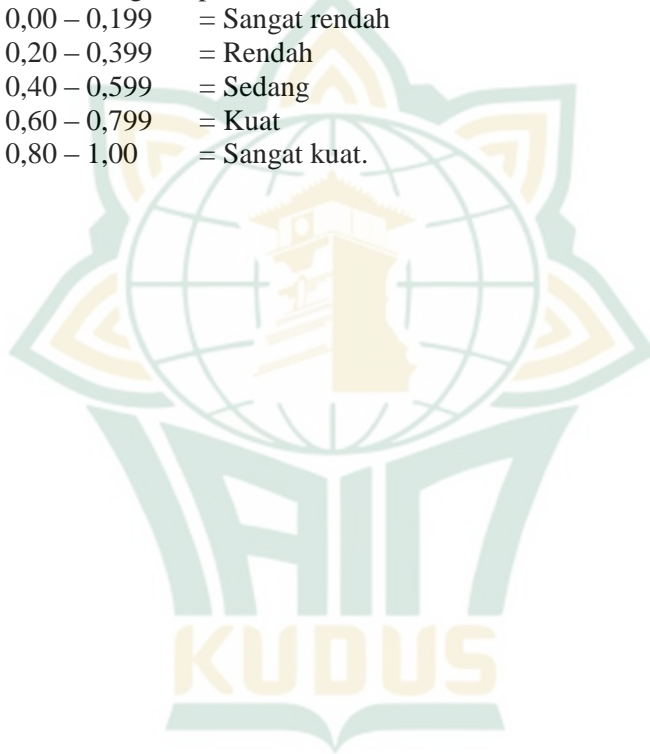 0,00 – 0,199 = Sangat rendah
0,20 – 0,399 = Rendah
0,40 – 0,599 = Sedang
0,60 – 0,799 = Kuat
0,80 – 1,00 = Sangat kuat.
IAIN
KUDUS